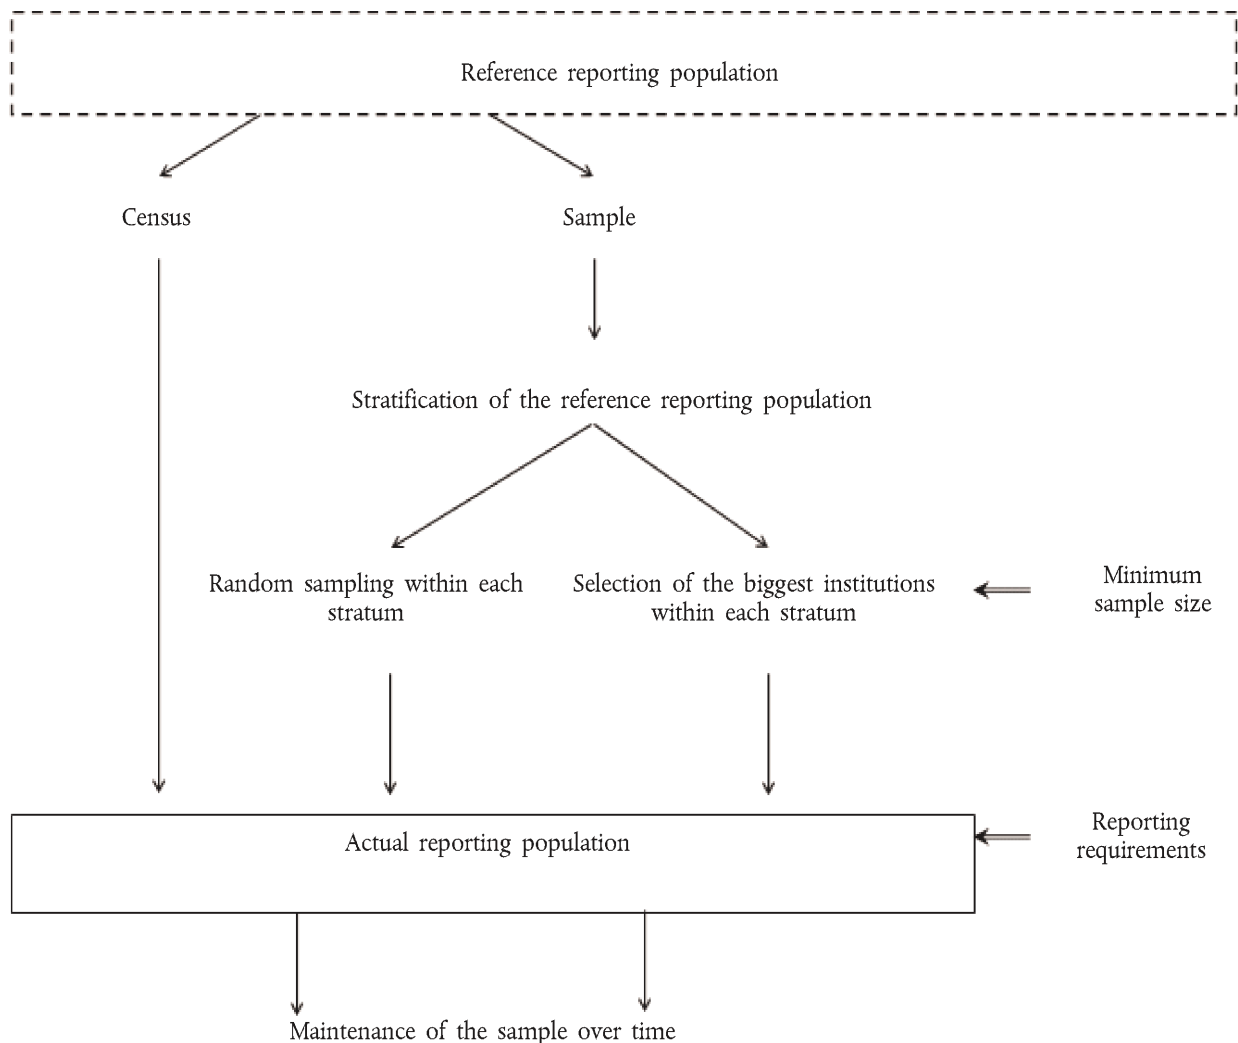 Reference reporting population
Census
Sample
Stratification of the reference reporting population
Random sampling within each
stratum
Selection of the biggest institutions
within each stratum
Minimum
sample size
Actual reporting population
Reporting
requirements
Maintenance of the sample over time